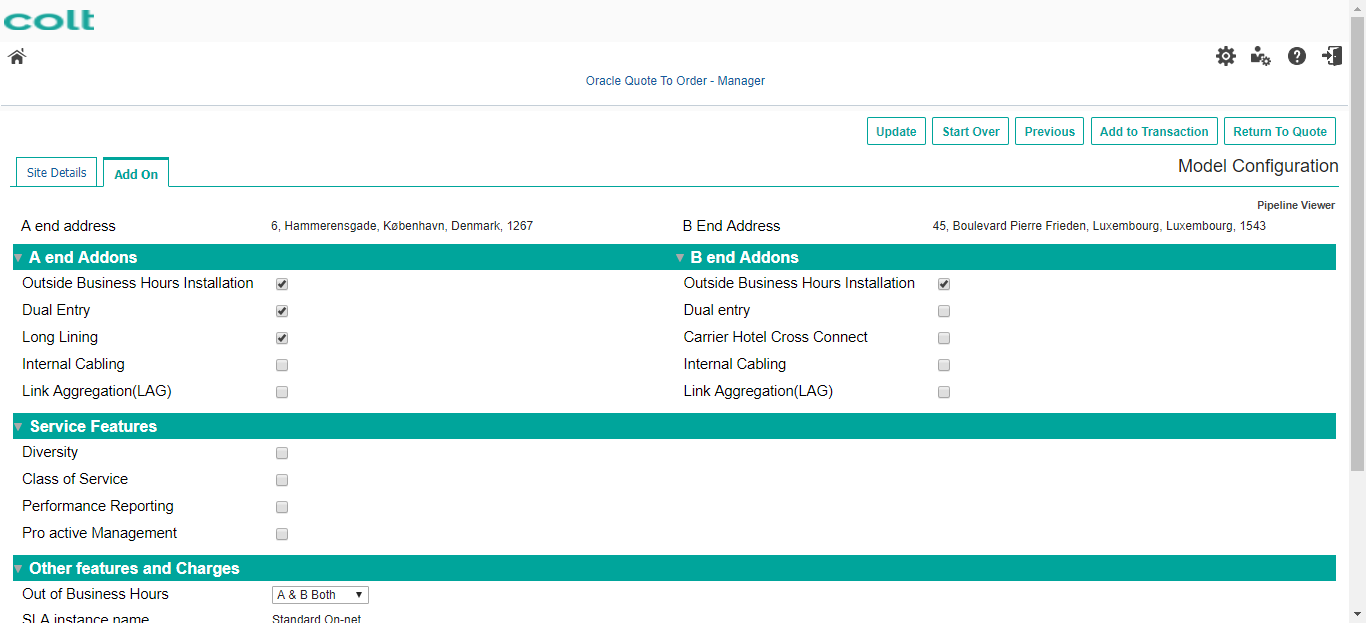 colt
Oracle Quote To Order - Manager
Update Start Over Previous Add to Transaction Return To Quote
Site Details Add On Model Configuration
Pipeline Viewer
A end address 6, Hammerensgade, København, Denmark, 1267 B End Address 45, Boulevard Pierre Frieden, Luxembourg, Luxembourg, 1543
A end Addons B end Addons
Outside Business Hours Installation Outside Business Hours Installation
Dual Entry Dual entry
Long Lining Carrier Hotel Cross Connect
Internal Cabling Internal Cabling
Link Aggregation(LAG) Link Aggregation(LAG)
Service Features
Diversity
Class of Service
Performance Reporting
Pro active Management
Other features and Charges
Out of Business Hours A & B Both
SLA instance name Standard On-net